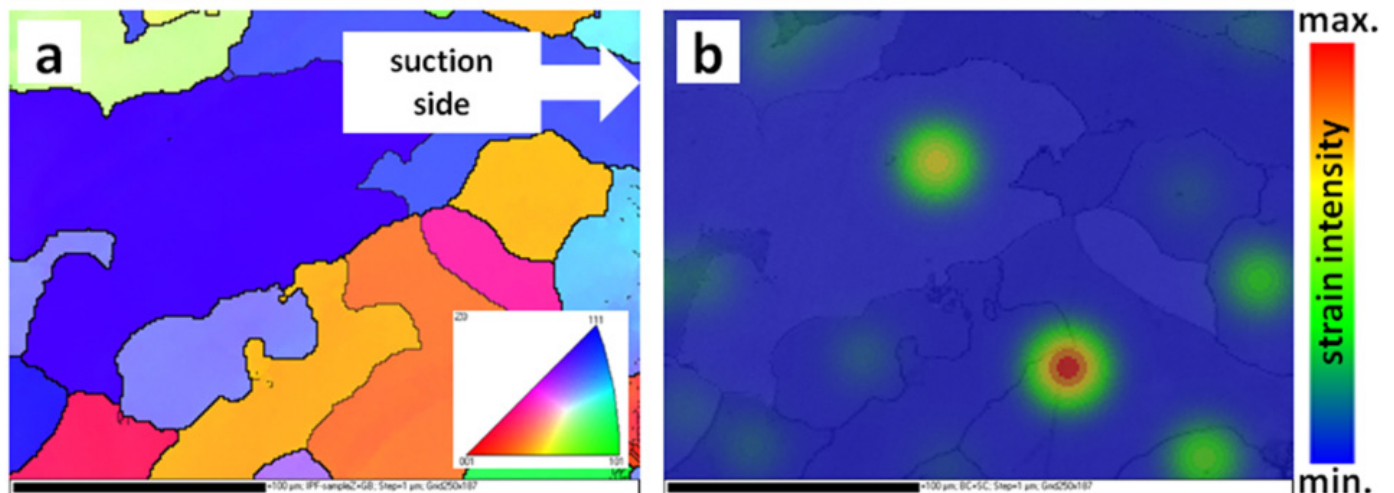 a
suction
side
Z0
111
001
101
=100 µm; IPF-sampleZ+GB; Step=1 µm; Grid250x187
b
=100 µm; BC+SC; Step=1 µm; Grid250x187
max.
strain intensity
min.